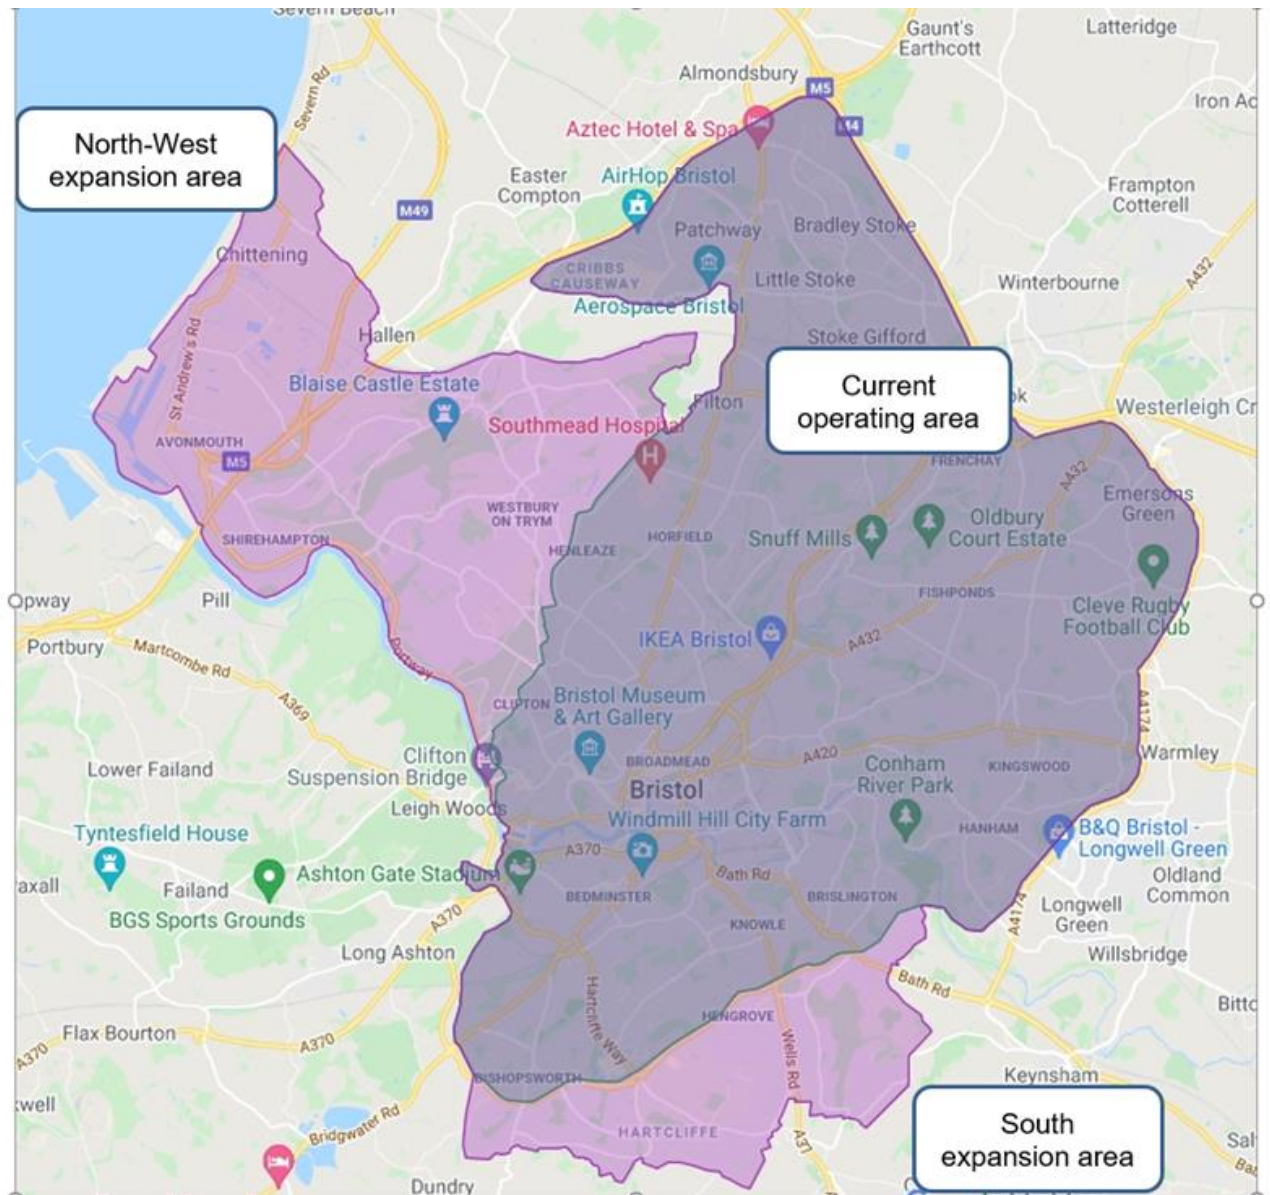 Severn Beach
Gaunt's
Earthcott
Latteridge
Almondsbury
Severn Rd
M5
Iron Ac
North-West
expansion area
Aztec Hotel & Spa
M4
Easter
Compton
AirHop Bristol
Frampton
Cotterell
M49
Patchway
Bradley Stoke
Chittening
CRIBBS
CAUSEWAY
Little Stoke
Winterbourne
A432
Aerospace Bristol
Hallen
Stoke Gifford
St Andrew's Rd
Blaise Castle Estate
Current
operating area
Filton
ok
Westerleigh Cr
Southmead Hospital
AVONMOUTH
M5
FRENCHAY
A432
Emersons
Green
WESTBURY
ON TRYM
Oldbury
Court Estate
Snuff Mills
HORFIELD
SHIREHAMPTON
HENLEAZE
FISHPONDS
opway
Pill
Cleve Rugby
Football Club
Portbury
Martcombe Rd
Portway
IKEA Bristol
A432
A369
CLIFTON
Bristol Museum
& Art Gallery
A4174
Clifton
Suspension Bridge
BROADMEAD
A420
Conham
River Park
KINGSWOOD
Warmley
Lower Failand
Bristol
Leigh Woods
Windmill Hill City Farm
Tyntesfield House
HANHAM
B&Q Bristol -
Longwell Green
A370
Ashton Gate Stadium
Bath Rd
axall
Failand
BEDMINSTER
BRISLINGTON
Oldland
Common
BGS Sports Grounds
A370
KNOWLE
A4174
Longwell
Green
Long Ashton
Willsbridge
Hartcliffe Way
Bath Rd
Bitto
HENGROVE
Flax Bourton
A370
A370
Wells Rd
BISHOPSWORTH
Keynsham
kwell
Bridgwater Rd
HARTCLIFFE
A37
South
expansion area
Sal
Ba
Dundry